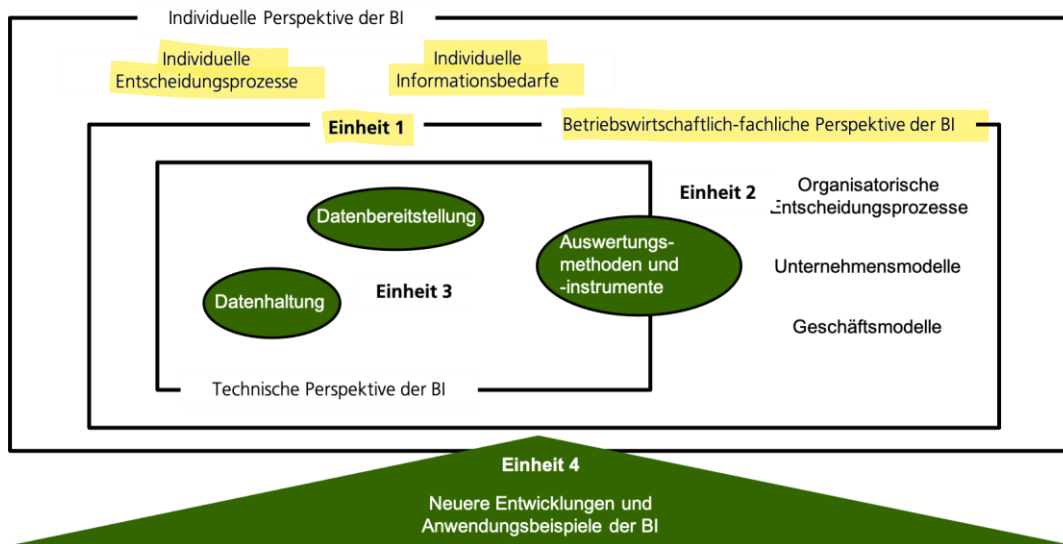 Individuelle Perspektive der BI
Individuelle
Entscheidungsprozesse
Individuelle
Informationsbedarfe
Einheit 1
Betriebswirtschaftlich-fachliche Perspektive der BI
Einheit 2
Organisatorische
Entscheidungsprozesse
Datenbereitstellung
Auswertungs-
methoden und
-instrumente
Unternehmensmodelle
Datenhaltung
Einheit 3
Geschäftsmodelle
Technische Perspektive der BI
Einheit 4
Neuere Entwicklungen und
Anwendungsbeispiele der BI